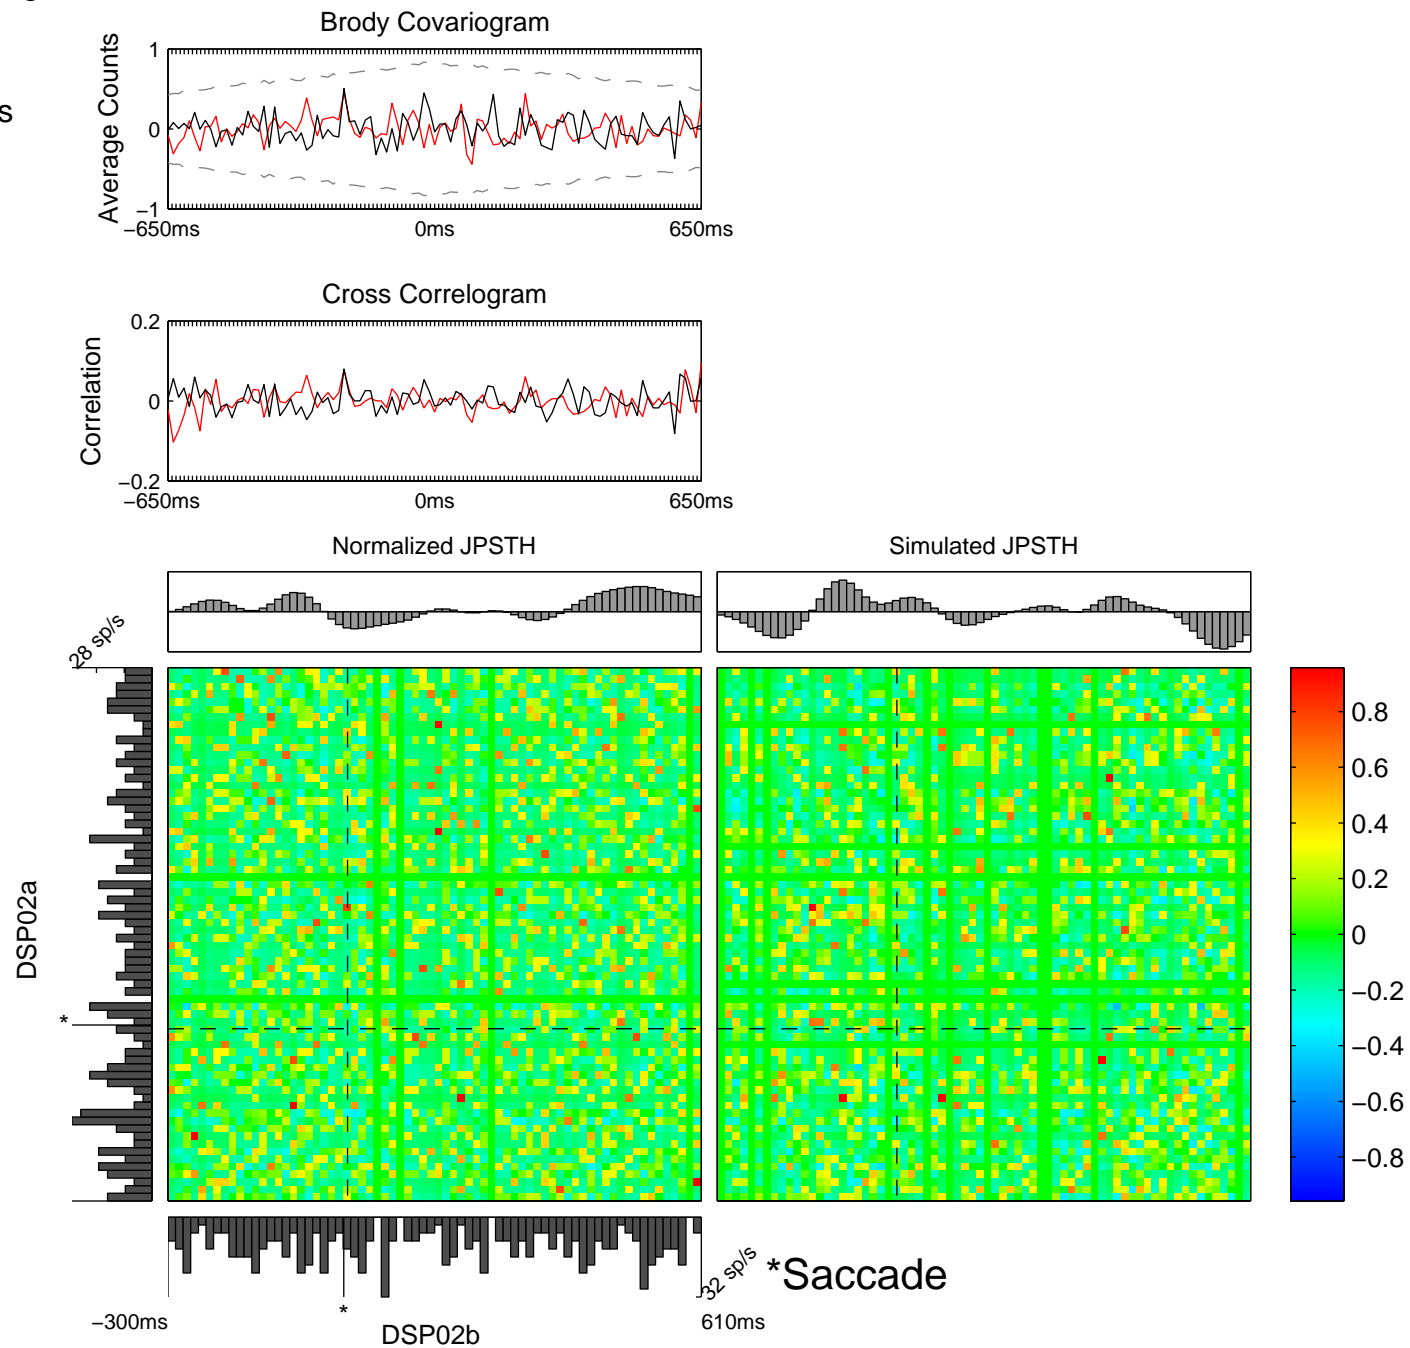 Brody Covariogram
Average Counts
1
0
−1
−650ms
0ms
650ms
s
Cross Correlogram
Correlation
0.2
0
−0.2
−650ms
0ms
650ms
Normalized JPSTH
Simulated JPSTH
28 sp/s
DSP02a
*
0.8
0.6
0.4
0.2
0
−0.2
−0.4
−0.6
−0.8
32 sp/s
*Saccade
*
−300ms
610ms
DSP02b